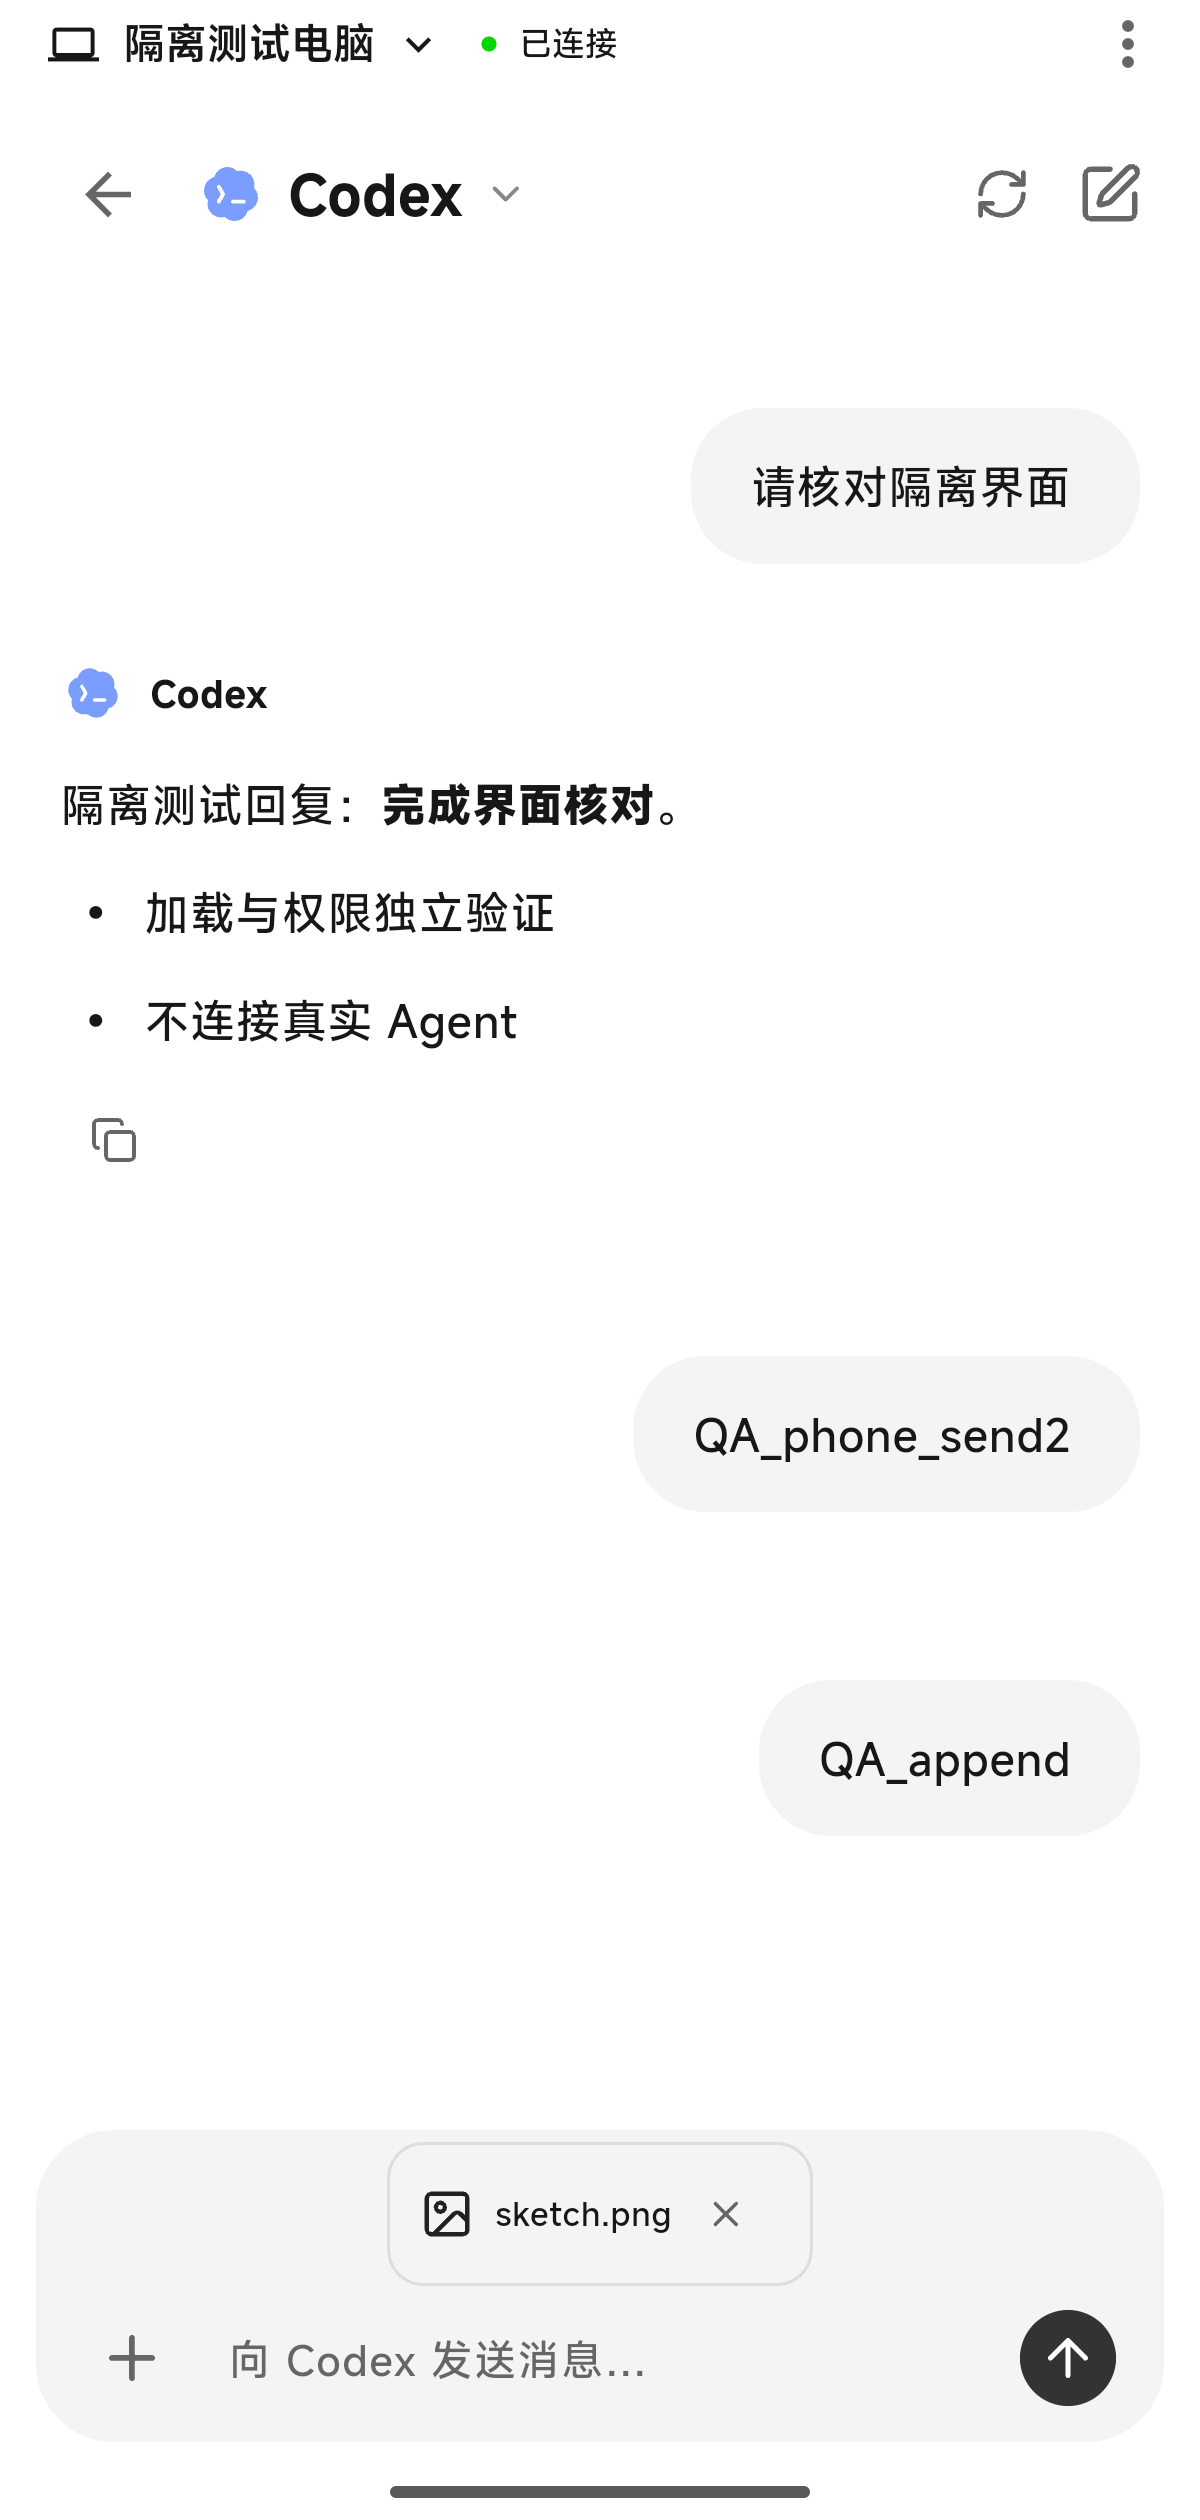 隔离测试电脑 已连接
Codex
请核对隔离界面
Codex
隔离测试回复：完成界面核对。
• 加载与权限独立验证
• 不连接真实 Agent
QA_phone_send2
QA_append
sketch.png
向 Codex 发送消息...